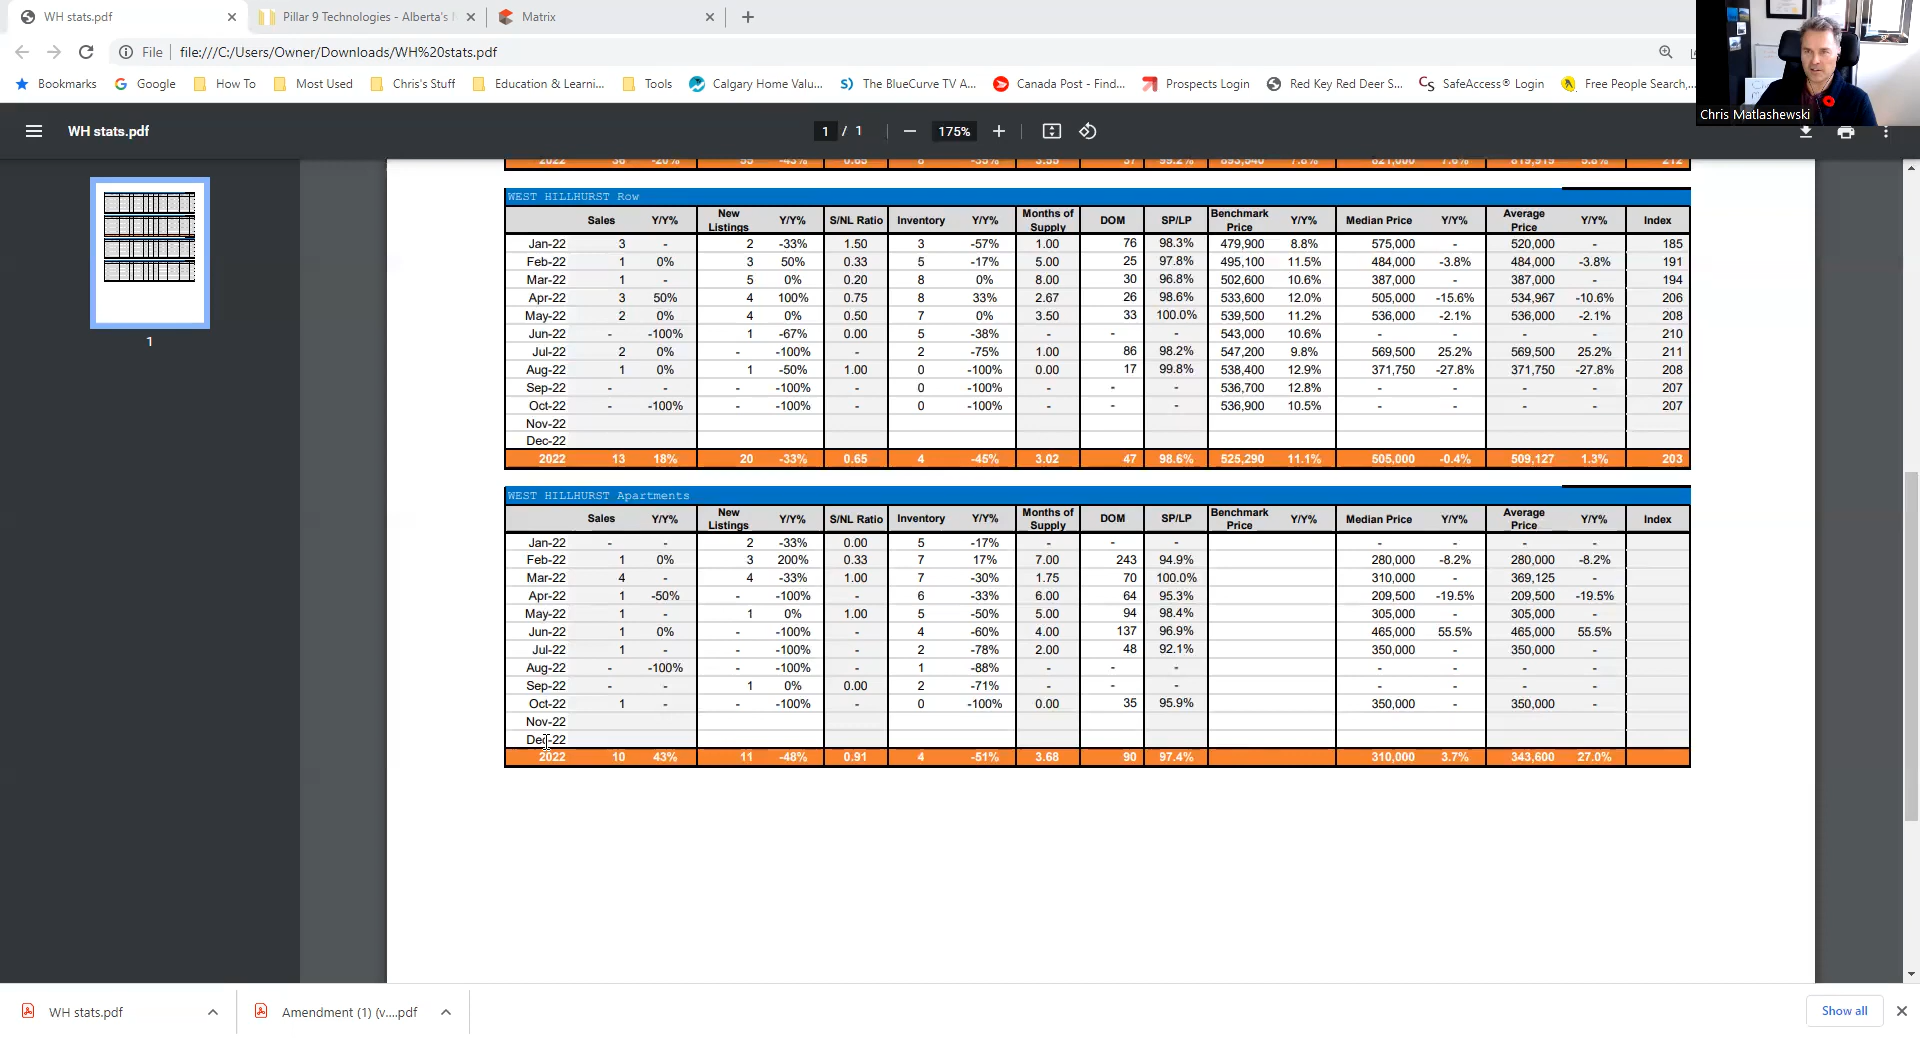 WH stats.pdf
Pillar 9 Technologies - Alberta's
Matrix
File file:///C:/Users/Owner/Downloads/WH%20stats.pdf
Bookmarks Google How To Most Used Chris's Stuff Education & Learni... Tools Calgary Home Valu... The BlueCurve TV A... Canada Post - Find... Prospects Login Red Key Red Deer S... SafeAccess® Login Free People Search,...
Chris Matlashewski
WH stats.pdf 1 / 1 175%
1
2022 36 -20% 55 -43% 0.65 8 -35% 3.55 37 99.2% 893,540 7.8% 821,000 7.6% 819,919 5.8% 212
WEST HILLHURST Row
Sales Y/Y% New Listings Y/Y% S/NL Ratio Inventory Y/Y% Months of Supply DOM SP/LP Benchmark Price Y/Y% Median Price Y/Y% Average Price Y/Y% Index
Jan-22 3 - 2 -33% 1.50 3 -57% 1.00 76 98.3% 479,900 8.8% 575,000 - 520,000 - 185
Feb-22 1 0% 3 50% 0.33 5 -17% 5.00 25 97.8% 495,100 11.5% 484,000 -3.8% 484,000 -3.8% 191
Mar-22 1 - 5 0% 0.20 8 0% 8.00 30 96.8% 502,600 10.6% 387,000 - 387,000 - 194
Apr-22 3 50% 4 100% 0.75 8 33% 2.67 26 98.6% 533,600 12.0% 505,000 -15.6% 534,967 -10.6% 206
May-22 2 0% 4 0% 0.50 7 0% 3.50 33 100.0% 539,500 11.2% 536,000 -2.1% 536,000 -2.1% 208
Jun-22 - -100% 1 -67% 0.00 5 -38% - - - 543,000 10.6% - - - - 210
Jul-22 2 0% - -100% - 2 -75% 1.00 86 98.2% 547,200 9.8% 569,500 25.2% 569,500 25.2% 211
Aug-22 1 0% 1 -50% 1.00 0 -100% 0.00 17 99.8% 538,400 12.9% 371,750 -27.8% 371,750 -27.8% 208
Sep-22 - - - -100% - 0 -100% - - - 536,700 12.8% - - - - 207
Oct-22 - -100% - -100% - 0 -100% - - - 536,900 10.5% - - - - 207
Nov-22
Dec-22
2022 13 18% 20 -33% 0.65 4 -45% 3.02 47 98.6% 525,290 11.1% 505,000 -0.4% 509,127 1.3% 203
WEST HILLHURST Apartments
Sales Y/Y% New Listings Y/Y% S/NL Ratio Inventory Y/Y% Months of Supply DOM SP/LP Benchmark Price Y/Y% Median Price Y/Y% Average Price Y/Y% Index
Jan-22 - - 2 -33% 0.00 5 -17% - - - - - - -
Feb-22 1 0% 3 200% 0.33 7 17% 7.00 243 94.9% 280,000 -8.2% 280,000 -8.2%
Mar-22 4 - 4 -33% 1.00 7 -30% 1.75 70 100.0% 310,000 - 369,125 -
Apr-22 1 -50% - -100% - 6 -33% 6.00 64 95.3% 209,500 -19.5% 209,500 -19.5%
May-22 1 - 1 0% 1.00 5 -50% 5.00 94 98.4% 305,000 - 305,000 -
Jun-22 1 0% - -100% - 4 -60% 4.00 137 96.9% 465,000 55.5% 465,000 55.5%
Jul-22 1 - - -100% - 2 -78% 2.00 48 92.1% 350,000 - 350,000 -
Aug-22 - -100% - -100% - 1 -88% - - - - - - -
Sep-22 - - 1 0% 0.00 2 -71% - - - - - - -
Oct-22 1 - - -100% - 0 -100% 0.00 35 95.9% 350,000 - 350,000 -
Nov-22
Dec-22
2022 10 43% 11 -48% 0.91 4 -51% 3.68 90 97.4% 310,000 3.7% 343,600 27.0%
WH stats.pdf
Amendment (1) (v....pdf
Show all